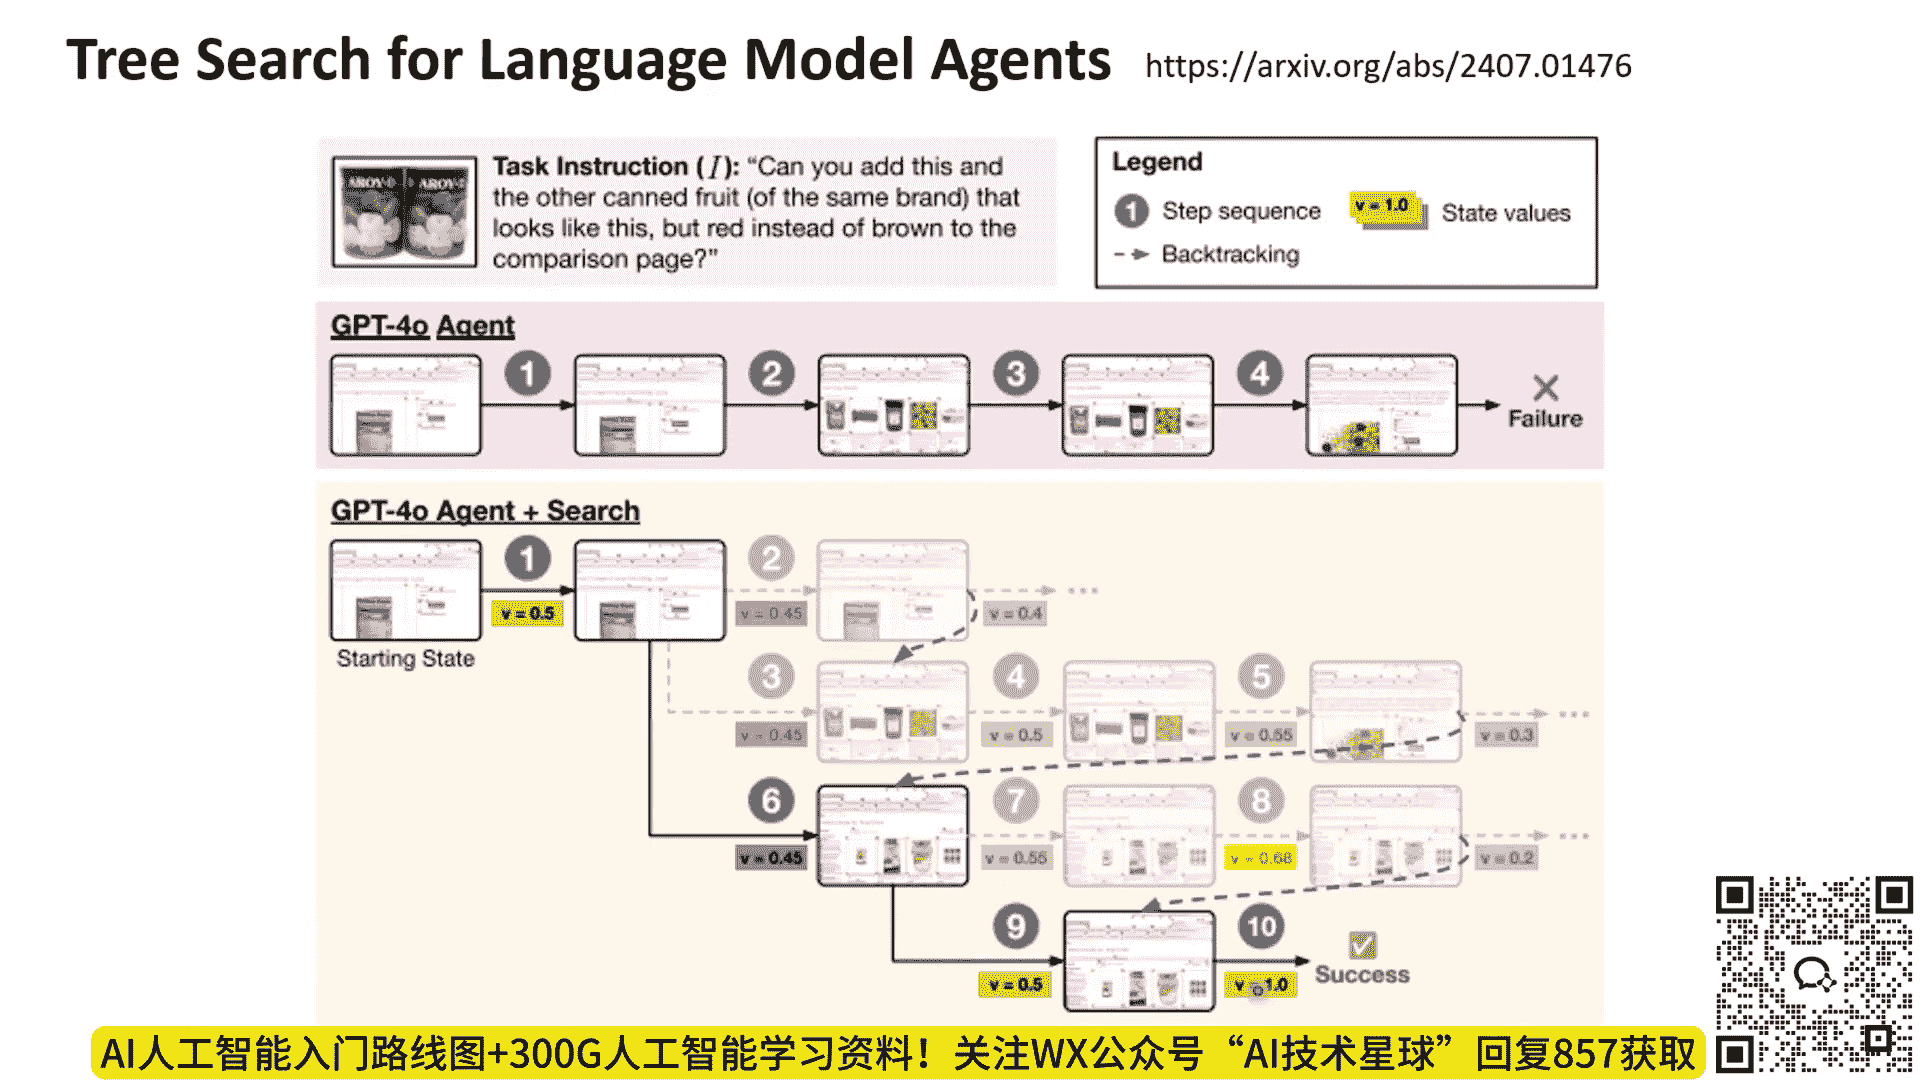 Tree Search for Language Model Agents https://arxiv.org/abs/2407.01476
Task Instruction (I): “Can you add this and
the other canned fruit (of the same brand) that
looks like this, but red instead of brown to the
comparison page?”
Legend
1 Step sequence v = 1.0 State values
Backtracking
GPT-4o Agent
1 2 3 4
Failure
GPT-4o Agent + Search
1 2
v = 0.5 v = 0.45 v = 0.4
Starting State
3 4 5
v = 0.45 v = 0.5 v = 0.55 v = 0.3
6 7 8
v = 0.45 v = 0.55 v = 0.68 v = 0.2
9 10
Success
v = 0.5 v = 1.0
AI人工智能入门路线图+300G人工智能学习资料！关注WX公众号“AI技术星球”回复857获取